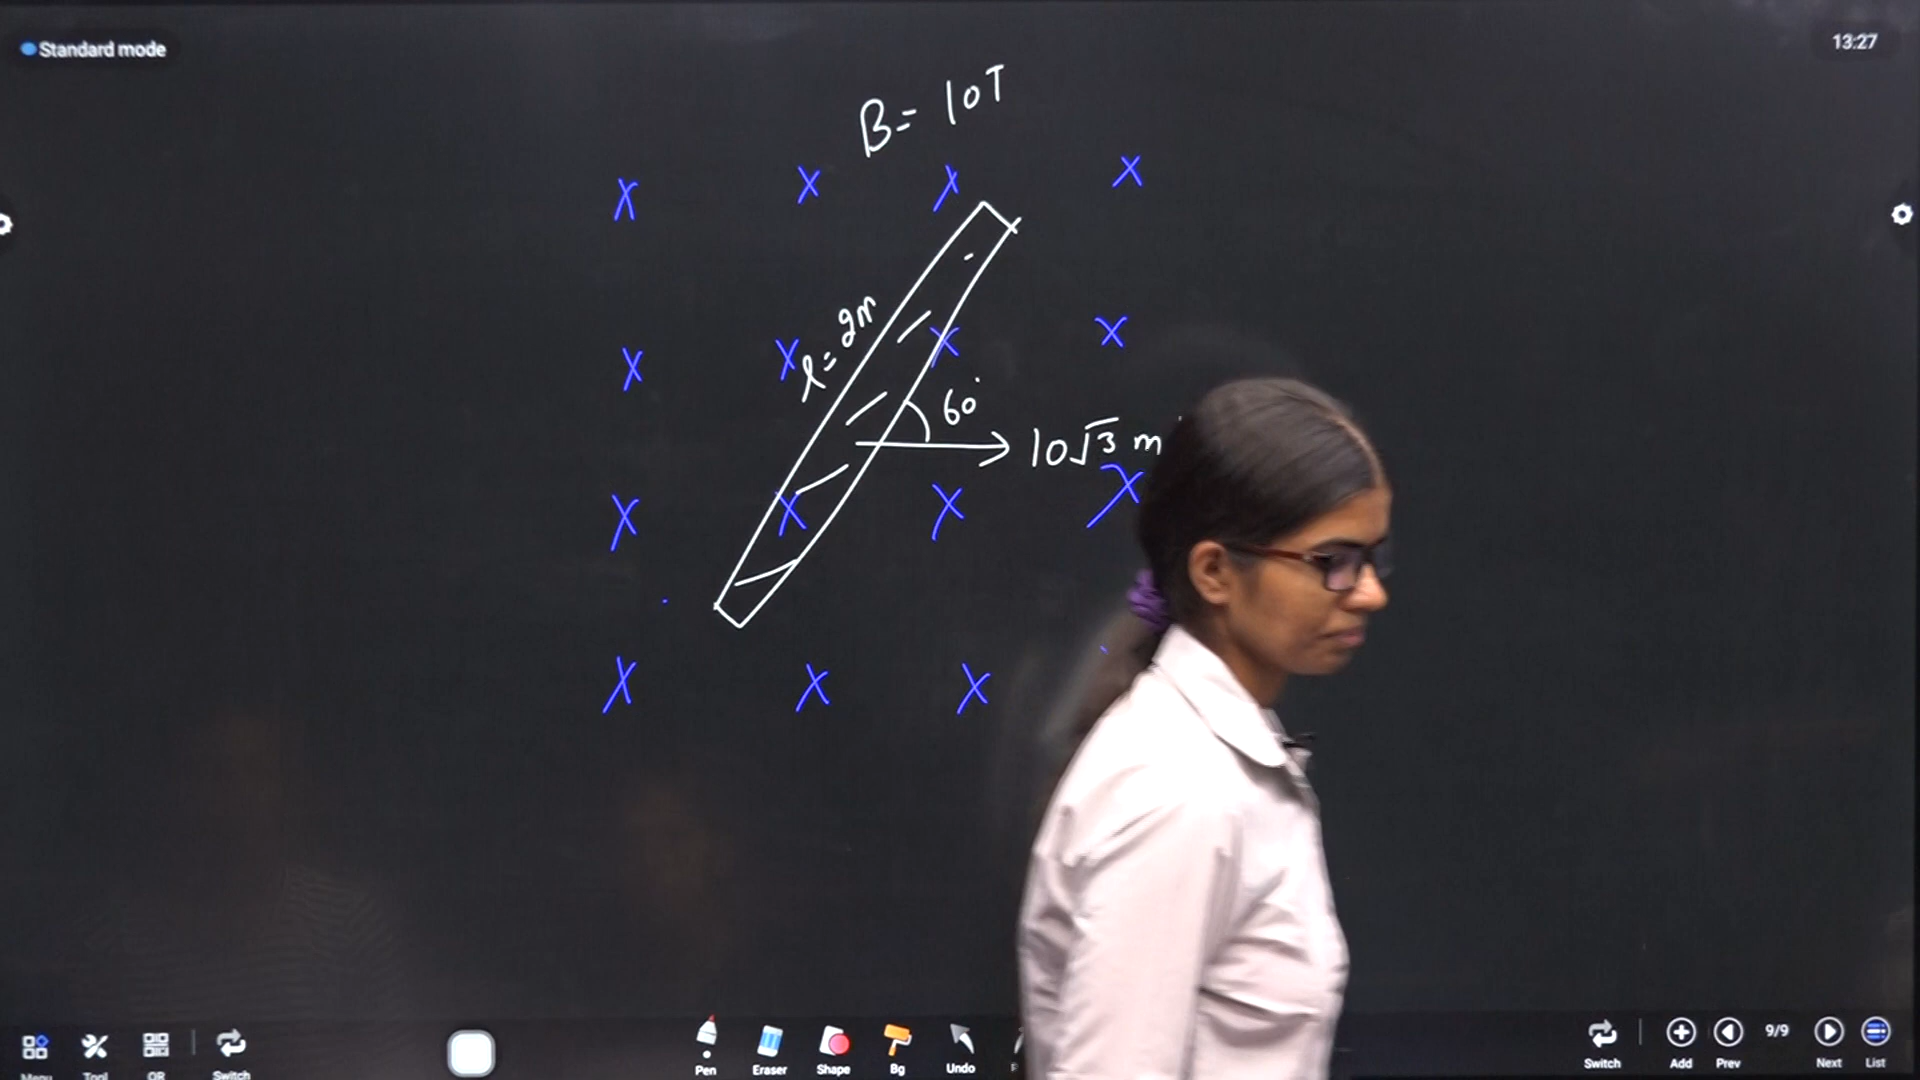 Standard mode
13:27
B = 10T
X X X X
l = 2m
X X X X
60°
10√3 m
X X X X
X X X
Menu Tool QR Switch
Pen Eraser Shape Bg Undo
Switch Add Prev 9/9 Next List